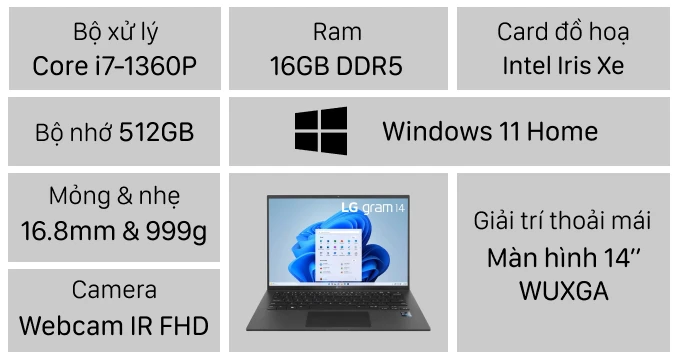 Bộ xử lý
Core i7-1360P
Ram
16GB DDR5
Card đồ hoạ
Intel Iris Xe
Bộ nhớ 512GB
Windows 11 Home
Mỏng & nhẹ
16.8mm & 999g
LG gram 14
Giải trí thoải mái
Màn hình 14’’
WUXGA
Camera
Webcam IR FHD